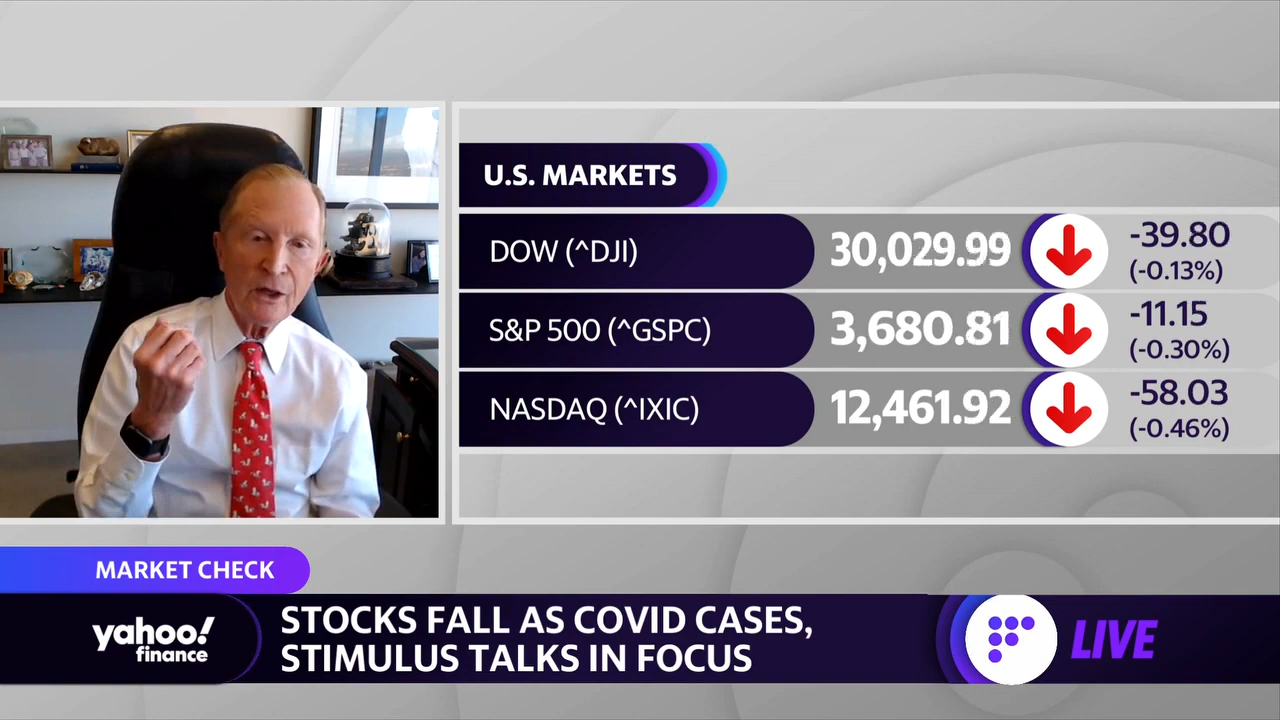 U.S. MARKETS
DOW (^DJI) 30,029.99 -39.80
(-0.13%)
S&P 500 (^GSPC) 3,680.81 -11.15
(-0.30%)
NASDAQ (^IXIC) 12,461.92 -58.03
(-0.46%)
MARKET CHECK
yahoo!
finance
STOCKS FALL AS COVID CASES,
STIMULUS TALKS IN FOCUS
LIVE